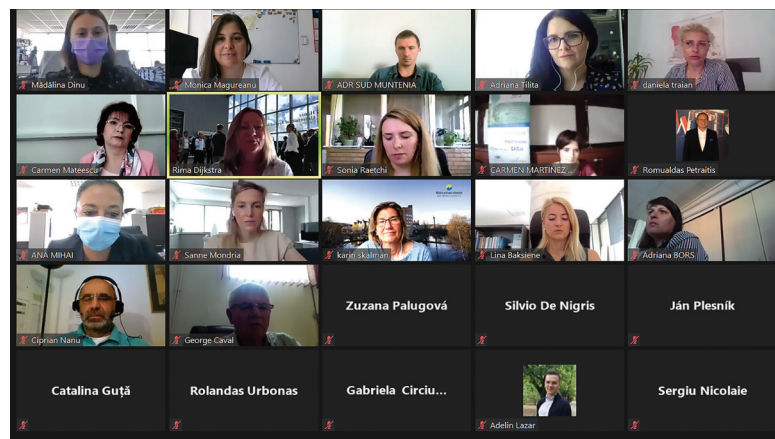 Mădălina Dinu
Monica Magureanu
ADR SUD MUNTENIA
Adriana Tilita
daniela traian
Carmen Mateescu
Rima Dijkstra
Sonia Raetchi
CARMEN MARTINEZ ...
Romualdas Petraitis
ANA MIHAI
Sanne Mondria
karin skalman
Lina Baksiene
Adriana BORS
Ciprian Nanu
George Caval
Zuzana Palugová
Silvio De Nigris
Ján Plesník
Catalina Guță
Rolandas Urbonas
Gabriela Circiu...
Adelin Lazar
Sergiu Nicolaie